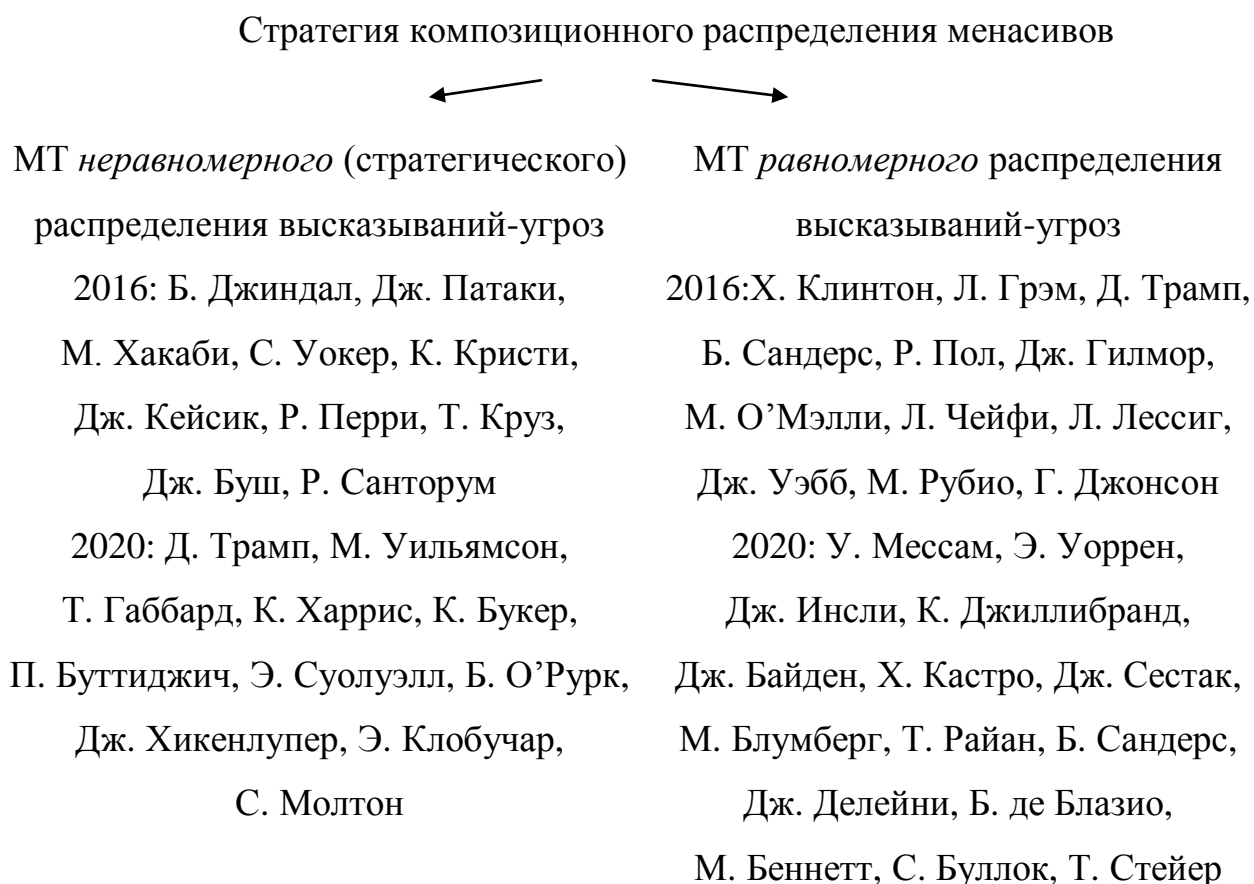 Стратегия композиционного распределения менасивов
МТ неравномерного (стратегического)
распределения высказываний-угроз
2016: Б. Джиндал, Дж. Патаки,
М. Хакаби, С. Уокер, К. Кристи,
Дж. Кейсик, Р. Перри, Т. Круз,
Дж. Буш, Р. Санторум
2020: Д. Трамп, М. Уильямсон,
Т. Габбард, К. Харрис, К. Букер,
П. Буттиджич, Э. Суолуэлл, Б. О’Рурк,
Дж. Хикенлупер, Э. Клобучар,
С. Молтон
МТ равномерного распределения
высказываний-угроз
2016:Х. Клинтон, Л. Грэм, Д. Трамп,
Б. Сандерс, Р. Пол, Дж. Гилмор,
М. О’Мэлли, Л. Чейфи, Л. Лессиг,
Дж. Уэбб, М. Рубио, Г. Джонсон
2020: У. Мессам, Э. Уоррен,
Дж. Инсли, К. Джиллибранд,
Дж. Байден, Х. Кастро, Дж. Сестак,
М. Блумберг, Т. Райан, Б. Сандерс,
Дж. Делейни, Б. де Блазио,
М. Беннетт, С. Буллок, Т. Стейер